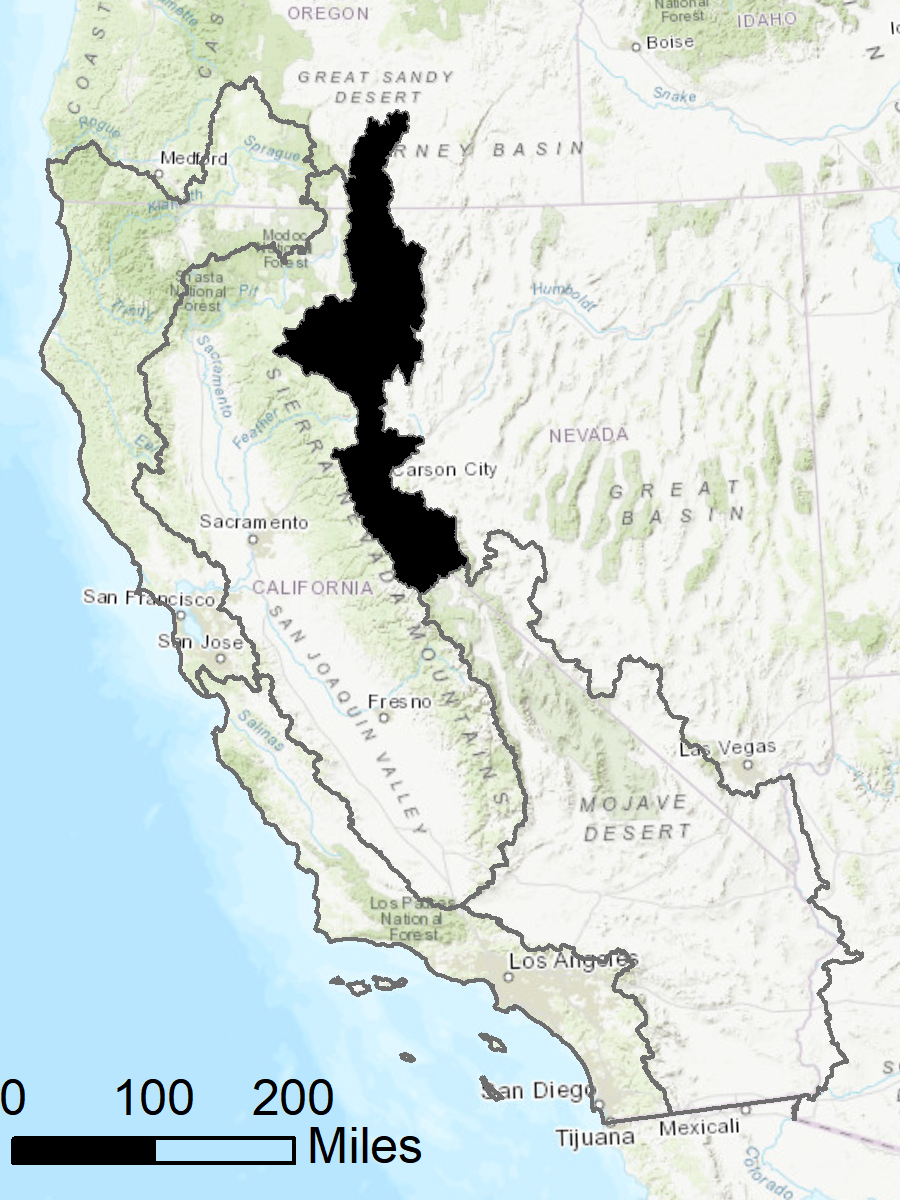 OREGON
National
Forest
IDAHO
Boise
COAST
CAS
GREAT SANDY
DESERT
Snake
Rogue
RNEY BASIN
Medford
Sprague
Klamath
Modoc
National
Forest
Shasta
National
Forest
Pit
Trinity
Humboldt
Sacramento
SIERRA NEVADA MOUNTAINS
Feather
Eel
NEVADA
Carson City
GREAT
BASIN
Sacramento
CALIFORNIA
San Francisco
San Jose
SAN JOAQUIN VALLEY
Fresno
Salinas
Las Vegas
MOJAVE
DESERT
Los Padres
National
Forest
Los Angeles
San Diego
Tijuana
Mexicali
Colorado
0 100 200
Miles